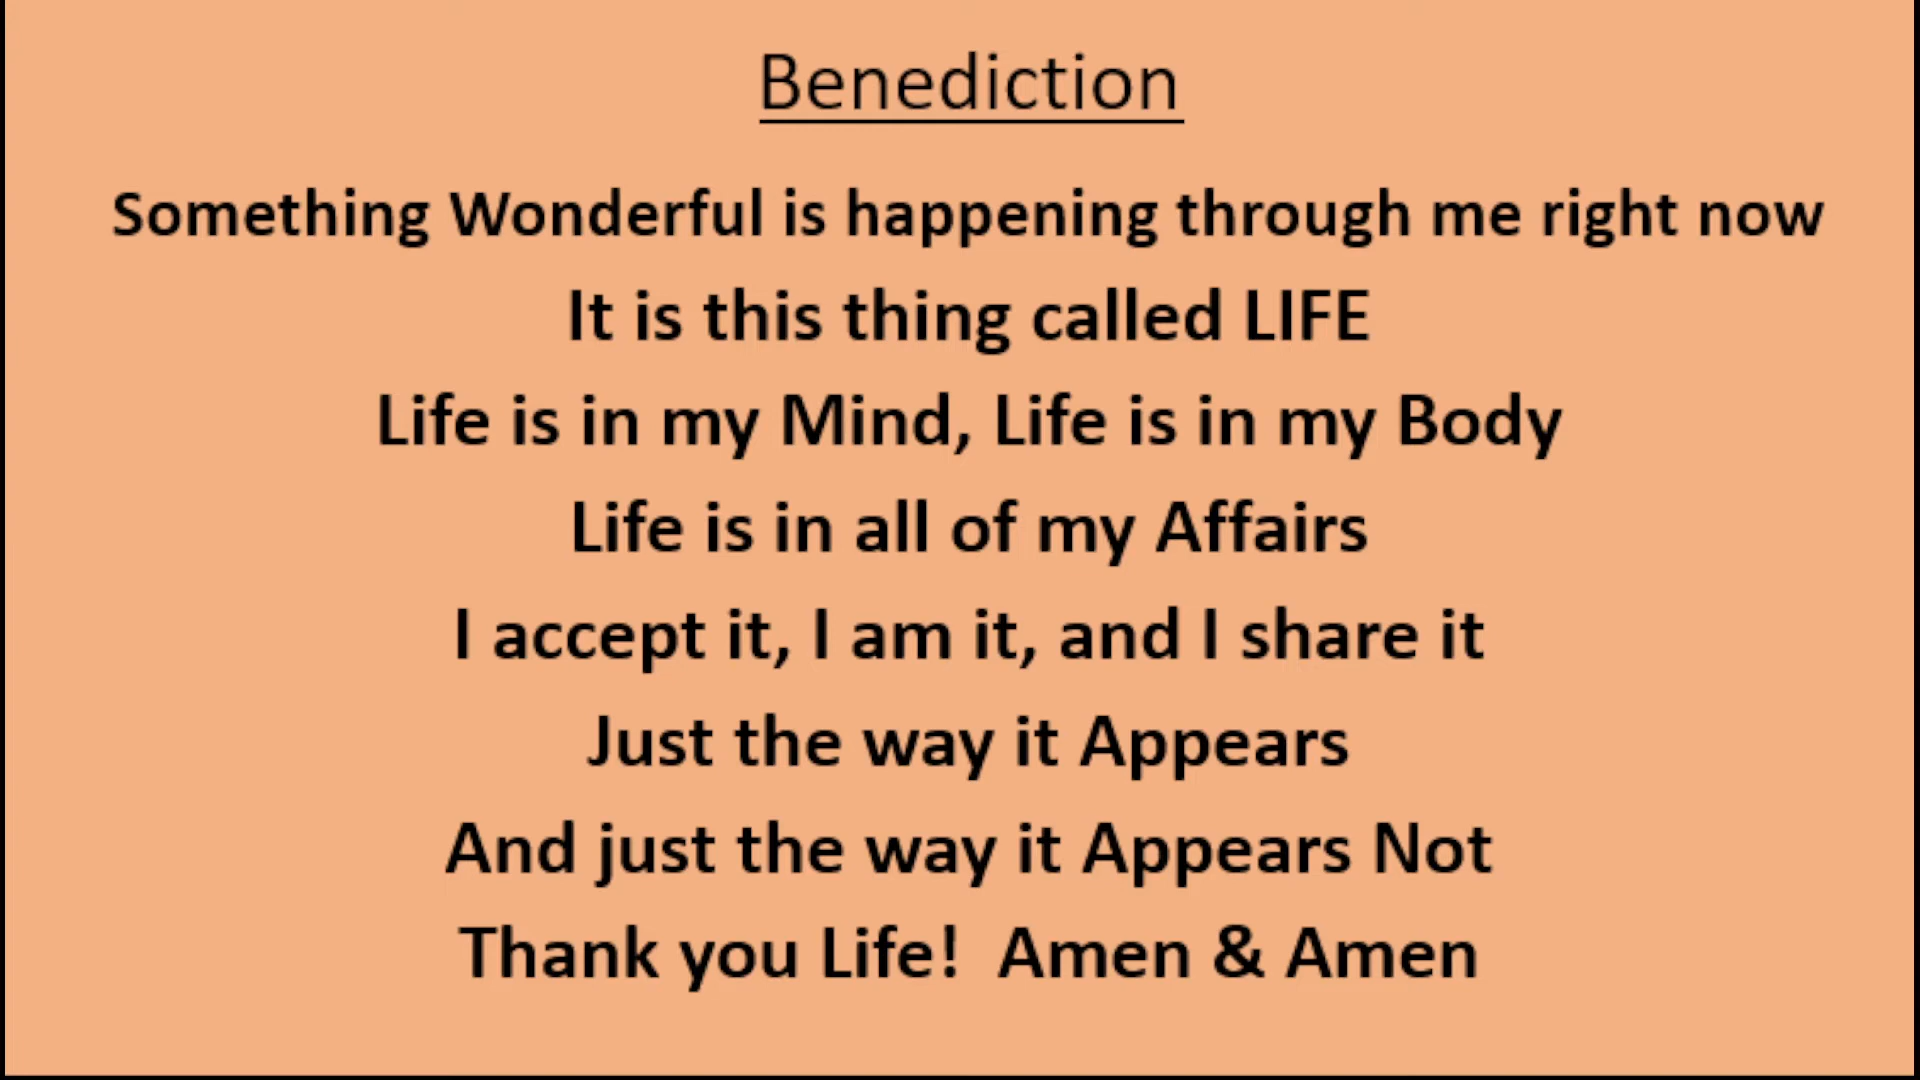 Benediction
Something Wonderful is happening through me right now
It is this thing called LIFE
Life is in my Mind, Life is in my Body
Life is in all of my Affairs
I accept it, I am it, and I share it
Just the way it Appears
And just the way it Appears Not
Thank you Life!  Amen & Amen